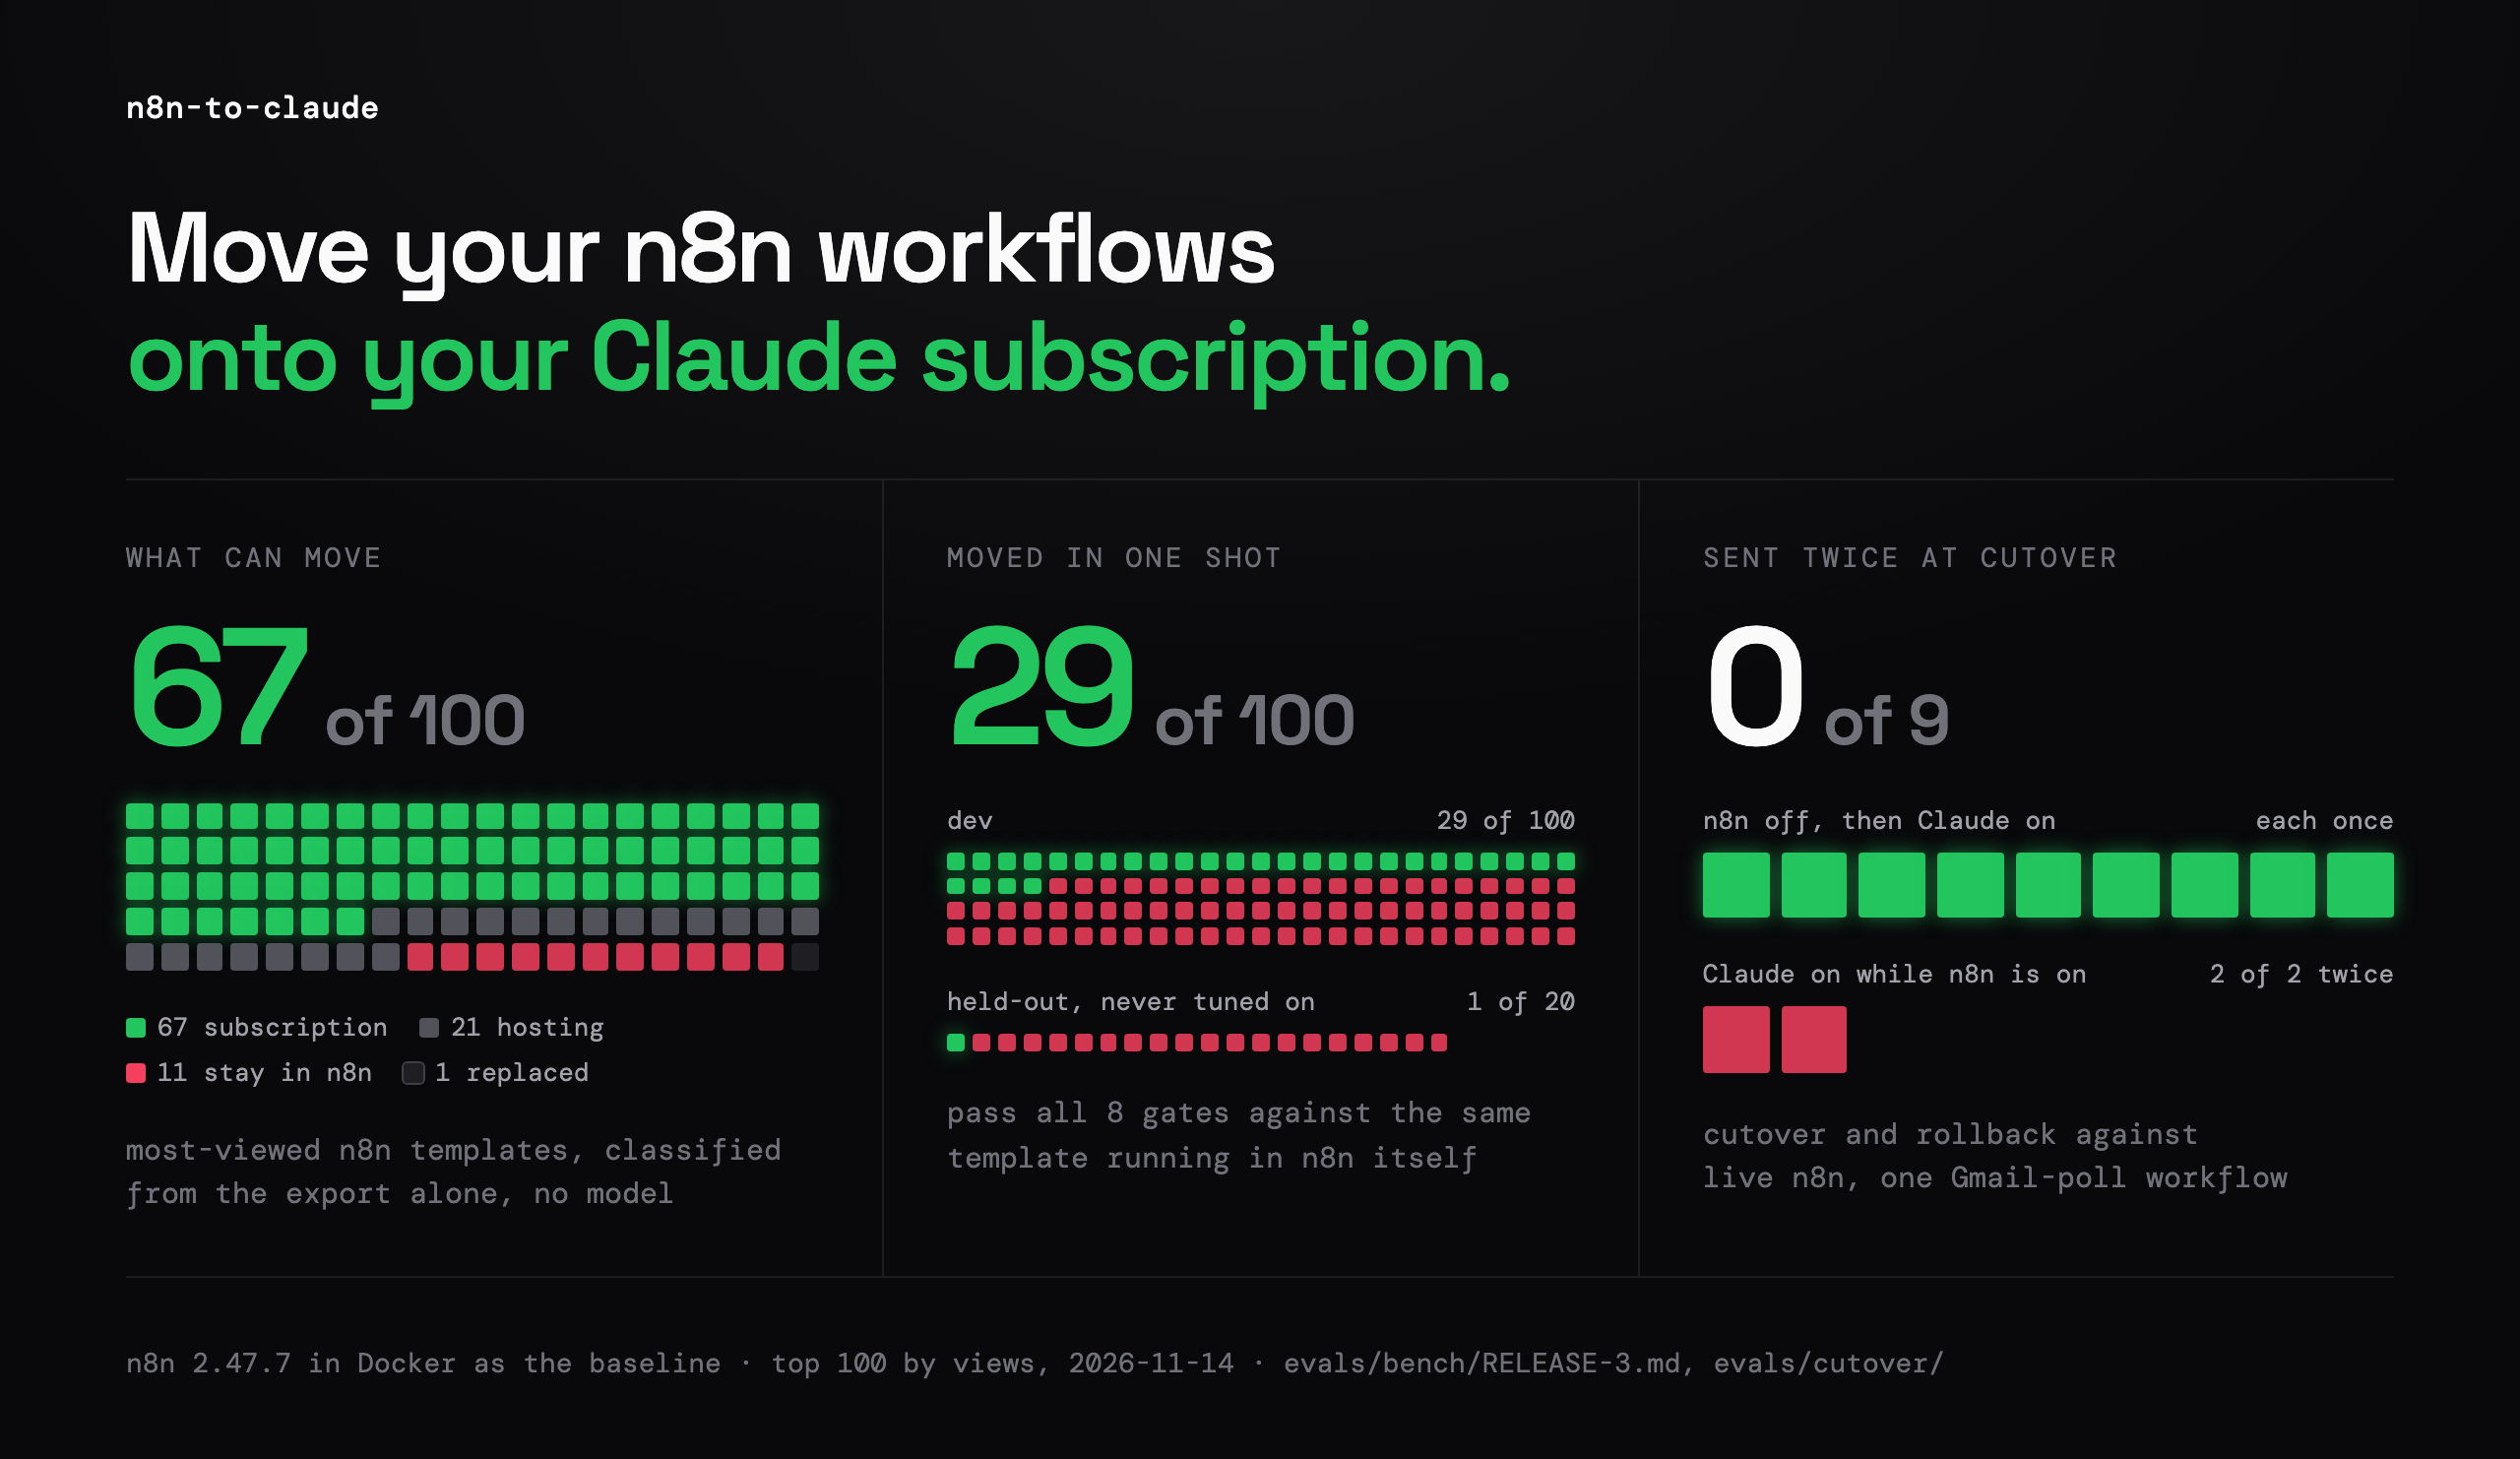 n8n-to-claude
Move your n8n workflows
onto your Claude subscription.
WHAT CAN MOVE
67 of 100
67 subscription
21 hosting
11 stay in n8n
1 replaced
most-viewed n8n templates, classified
from the export alone, no model
MOVED IN ONE SHOT
29 of 100
dev
29 of 100
held-out, never tuned on
1 of 20
pass all 8 gates against the same
template running in n8n itself
SENT TWICE AT CUTOVER
0 of 9
n8n off, then Claude on
each once
Claude on while n8n is on
2 of 2 twice
cutover and rollback against
live n8n, one Gmail-poll workflow
n8n 2.47.7 in Docker as the baseline · top 100 by views, 2026-11-14 · evals/bench/RELEASE-3.md, evals/cutover/